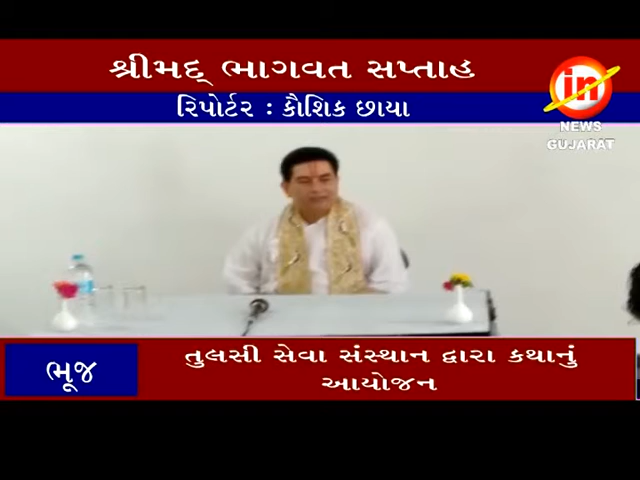 શ્રીમદ્ ભાગવત સપ્તાહ
રિપોર્ટર : કૌશિક છાયા
in
NEWS
GUJARAT
ભૂજ
તુલસી સેવા સંસ્થાન દ્વારા કથાનું
આયોજન